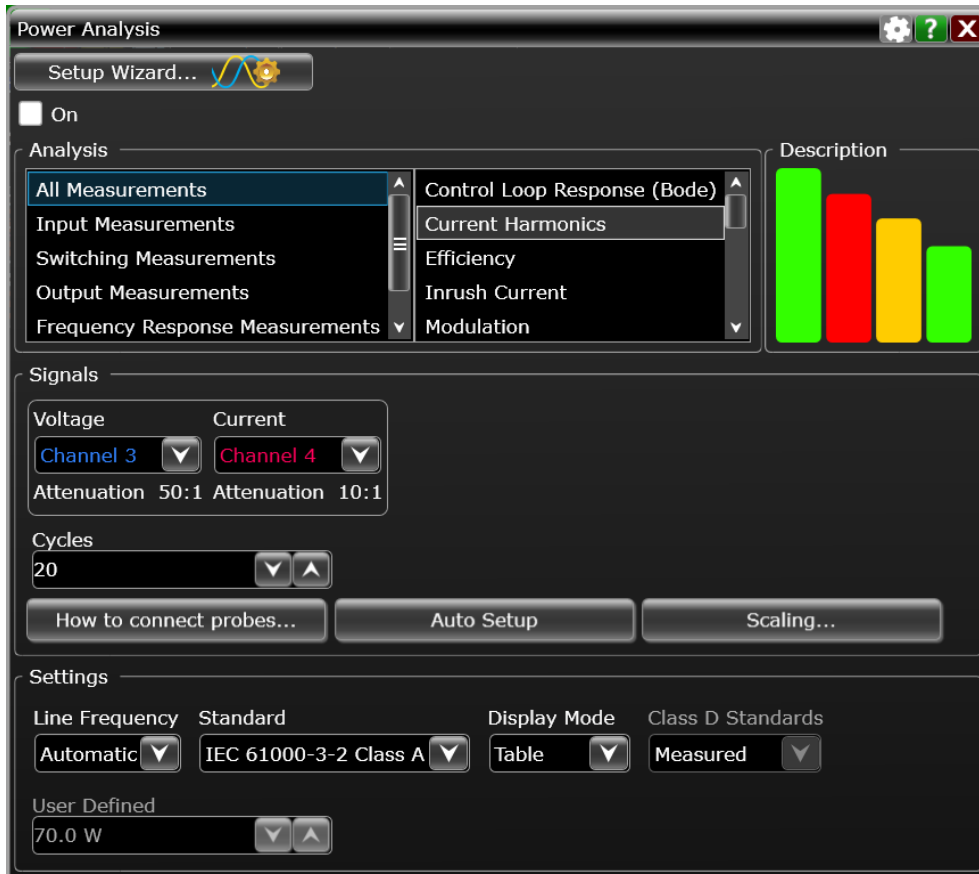 Power Analysis
?
X
Setup Wizard...
On
Analysis
All Measurements
Input Measurements
Switching Measurements
Output Measurements
Frequency Response Measurements
Control Loop Response (Bode)
Current Harmonics
Efficiency
Inrush Current
Modulation
Description
Signals
Voltage Current
Channel 3 Channel 4
Attenuation 50:1 Attenuation 10:1
Cycles
20
How to connect probes... Auto Setup Scaling...
Settings
Line Frequency Standard Display Mode Class D Standards
Automatic IEC 61000-3-2 Class A Table Measured
User Defined
70.0 W